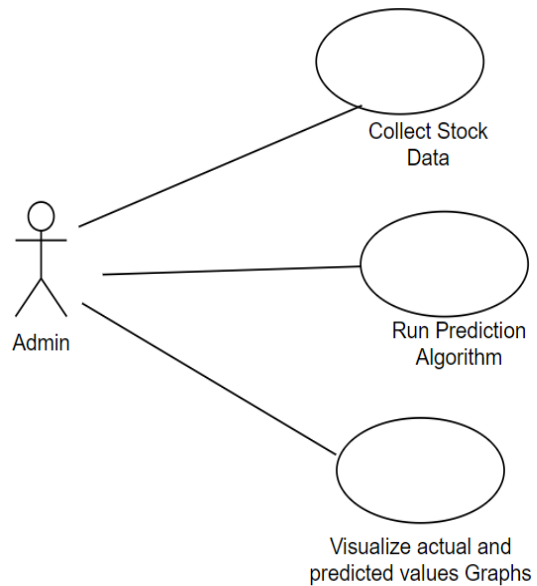 Collect Stock
Data
Run Prediction
Algorithm
Admin
Visualize actual and
predicted values Graphs